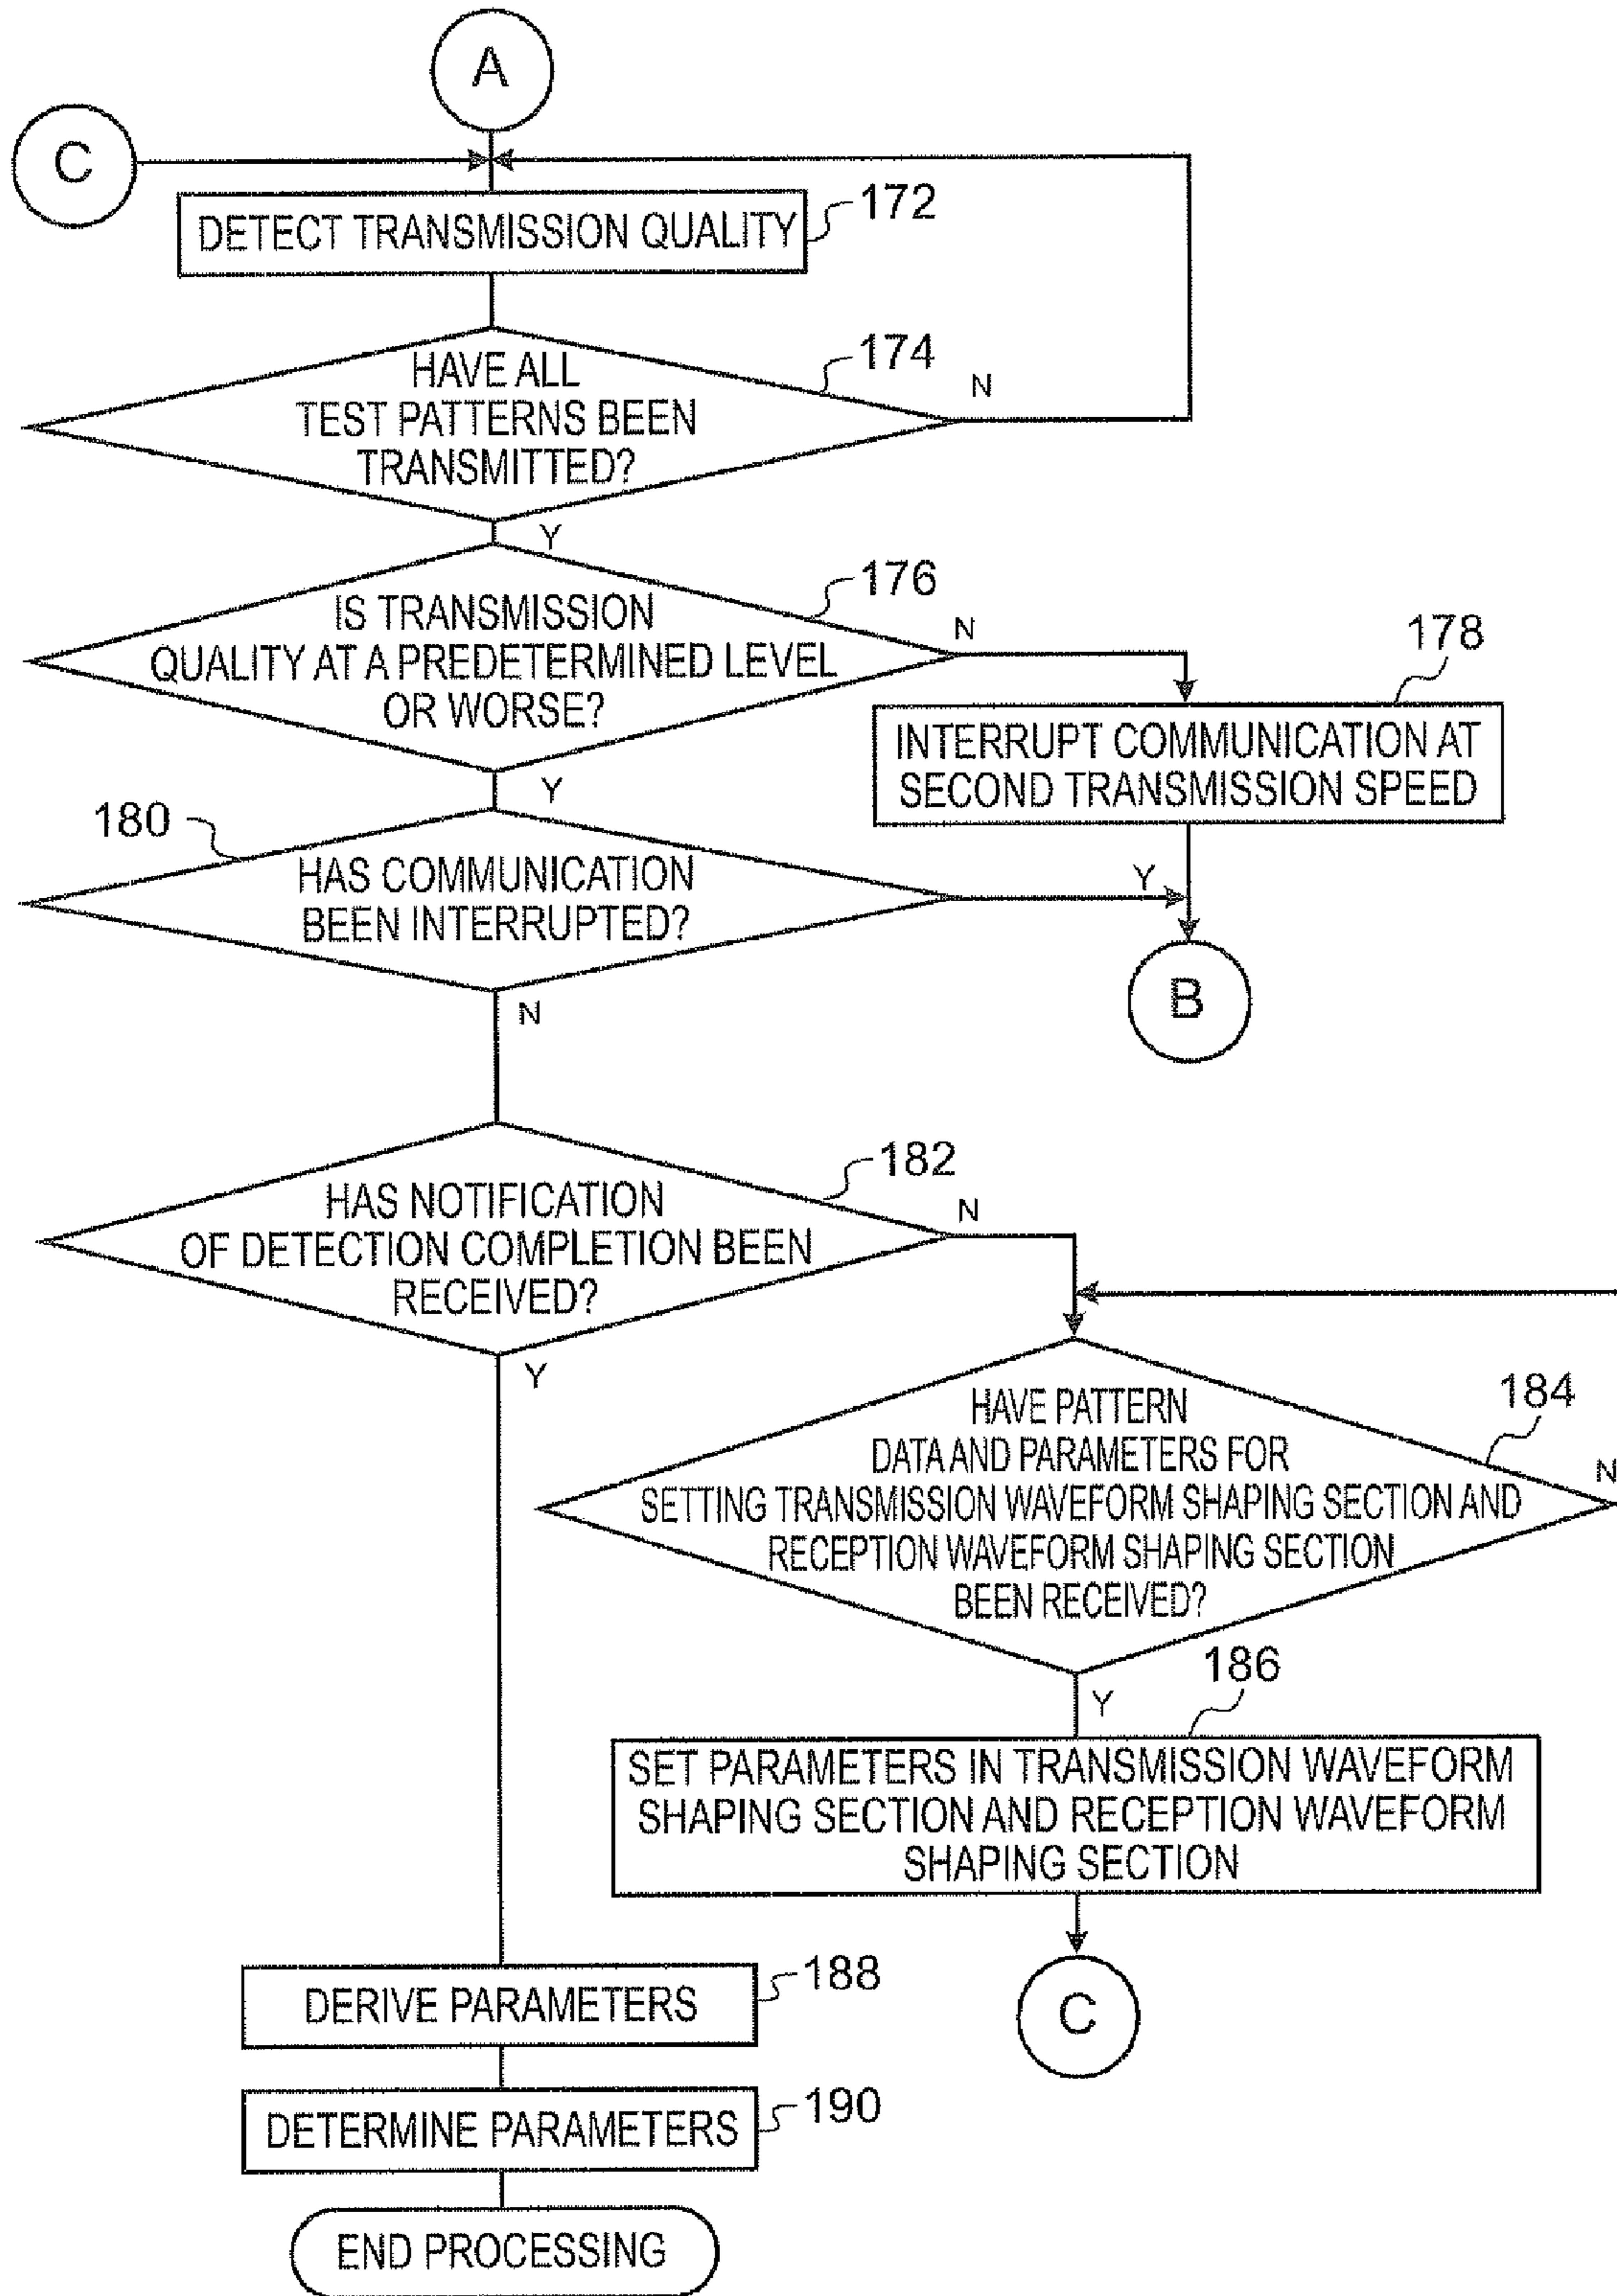 A
C
DETECT TRANSMISSION QUALITY
172
HAVE ALL
TEST PATTERNS BEEN
TRANSMITTED?
174
N
Y
IS TRANSMISSION
QUALITY AT A PREDETERMINED LEVEL
OR WORSE?
176
N
178
INTERRUPT COMMUNICATION AT
SECOND TRANSMISSION SPEED
Y
180
HAS COMMUNICATION
BEEN INTERRUPTED?
Y
B
N
HAS NOTIFICATION
OF DETECTION COMPLETION BEEN
RECEIVED?
182
N
Y
HAVE PATTERN
DATA AND PARAMETERS FOR
SETTING TRANSMISSION WAVEFORM SHAPING SECTION AND
RECEPTION WAVEFORM SHAPING SECTION
BEEN RECEIVED?
184
N
Y
186
SET PARAMETERS IN TRANSMISSION WAVEFORM
SHAPING SECTION AND RECEPTION WAVEFORM
SHAPING SECTION
C
DERIVE PARAMETERS
188
DETERMINE PARAMETERS
190
END PROCESSING